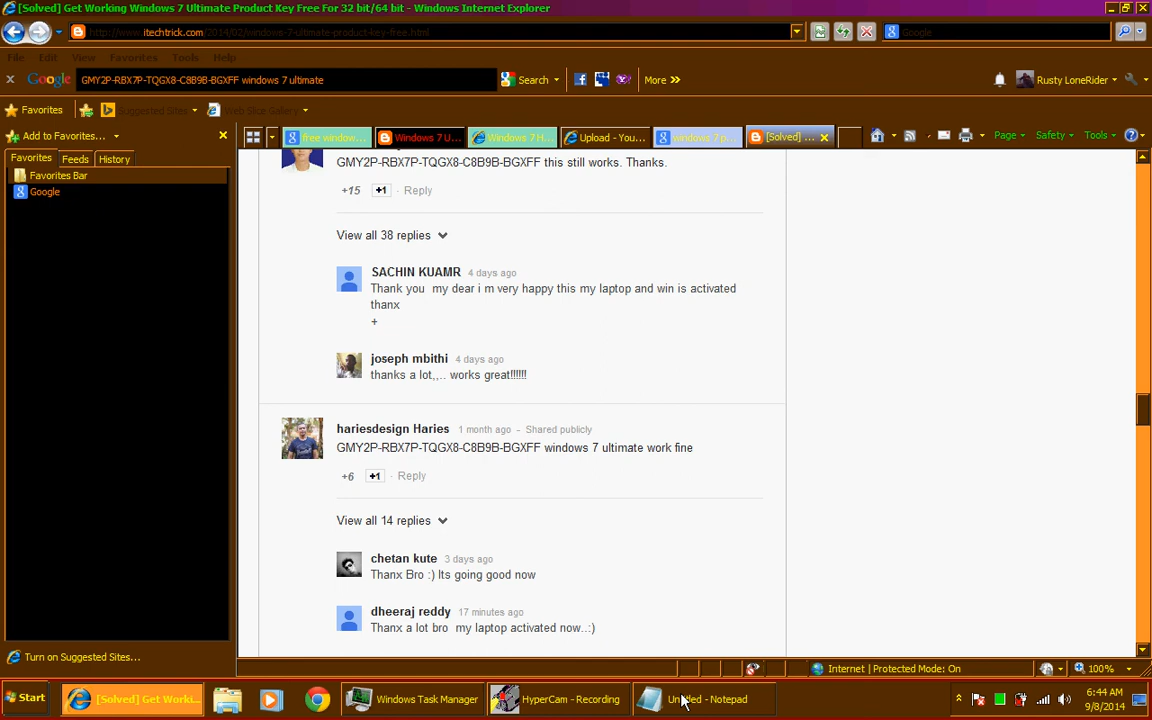 [Solved] Get Working Windows 7 Ultimate Product Key Free For 32 bit/64 bit - Windows Internet Explorer
http://www.itechtrick.com/2014/02/windows-7-ultimate-product-key-free.html
Google
File Edit View Favorites Tools Help
x Google GMY2P-RBX7P-TQGX8-C8B9B-BGXFF windows 7 ultimate Search More »
Rusty LoneRider
Favorites Suggested Sites Web Slice Gallery
Add to Favorites...
free window...
Windows 7 U...
Windows 7 H...
Upload - You...
windows 7 p...
[Solved] ...
Page Safety Tools
Favorites Feeds History
Favorites Bar
Google
GMY2P-RBX7P-TQGX8-C8B9B-BGXFF this still works. Thanks.
+15 +1 · Reply
View all 38 replies
SACHIN KUAMR 4 days ago
Thank you my dear i m very happy this my laptop and win is activated
thanx
+
joseph mbithi 4 days ago
thanks a lot,,.. works great!!!!!!
hariesdesign Haries 1 month ago - Shared publicly
GMY2P-RBX7P-TQGX8-C8B9B-BGXFF windows 7 ultimate work fine
+6 +1 · Reply
View all 14 replies
chetan kute 3 days ago
Thanx Bro :) Its going good now
dheeraj reddy 17 minutes ago
Thanx a lot bro my laptop activated now..:)
Turn on Suggested Sites...
Internet | Protected Mode: On
100%
Start
[Solved] Get Worki...
Windows Task Manager
HyperCam - Recording
Untitled - Notepad
6:44 AM
9/8/2014